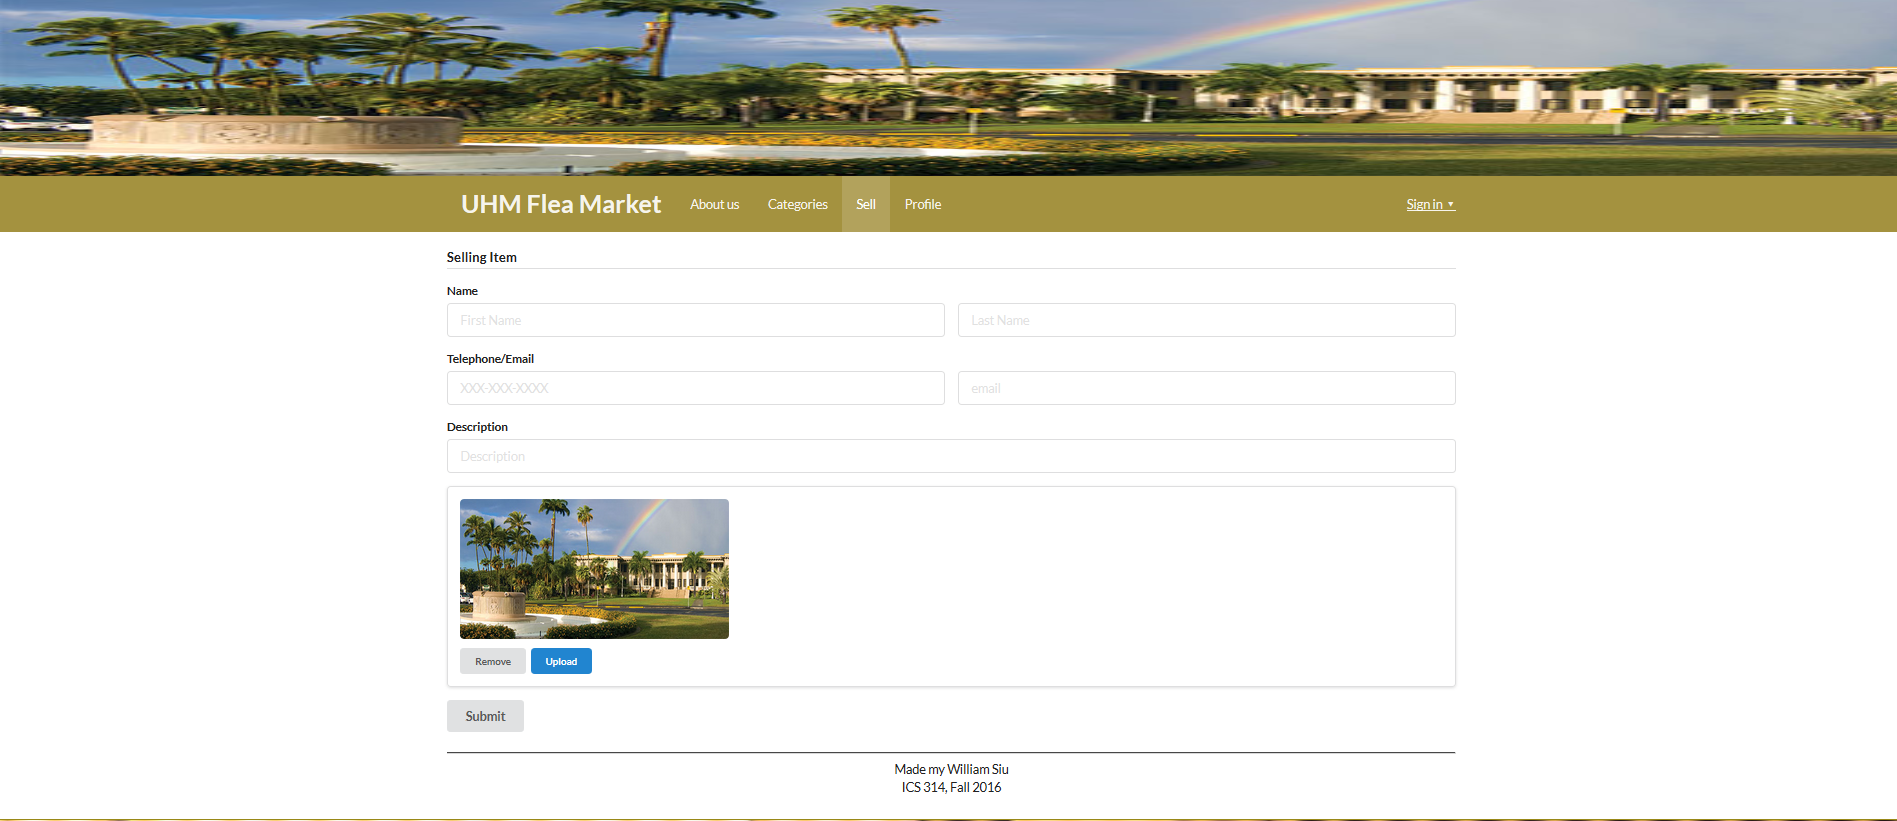 UHM Flea Market About us Categories Sell Profile Sign in
Selling Item
Name
First Name Last Name
Telephone/Email
XXX-XXX-XXXX email
Description
Description
Remove Upload
Submit
Made my William Siu
ICS 314, Fall 2016